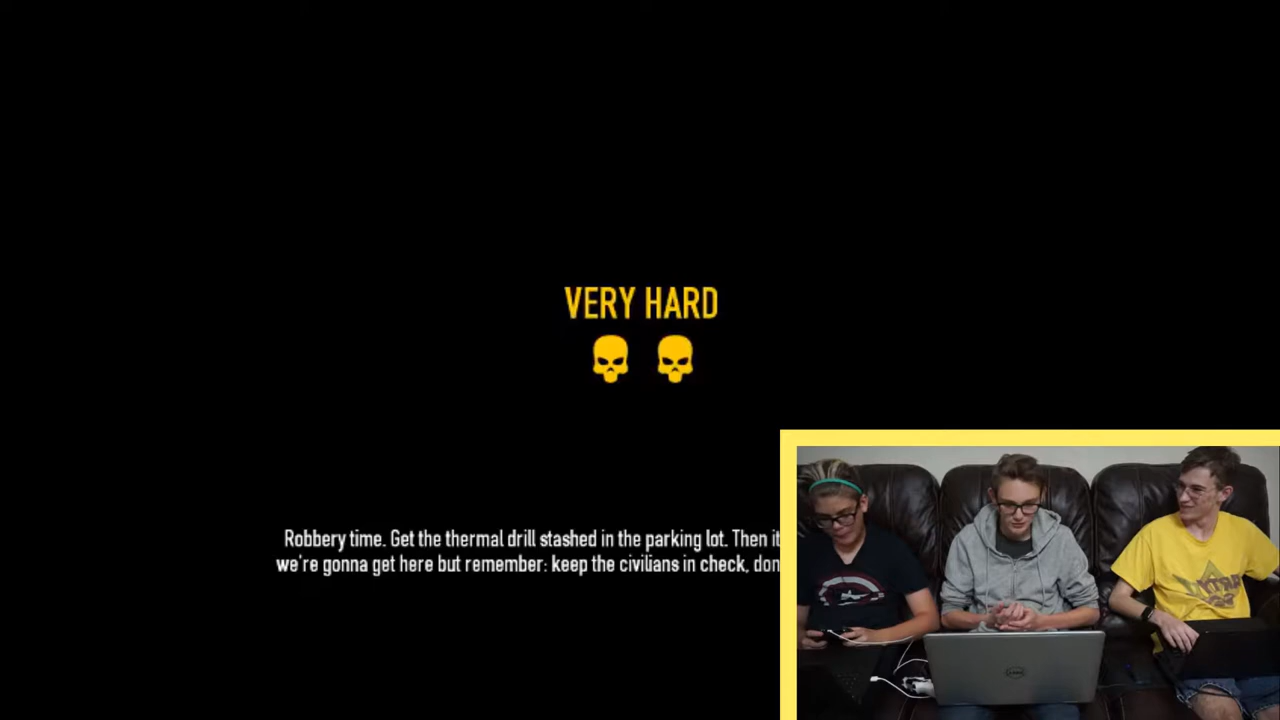 VERY HARD
Robbery time. Get the thermal drill stashed in the parking lot. Then it
we're gonna get here but remember: keep the civilians in check, don
DELL